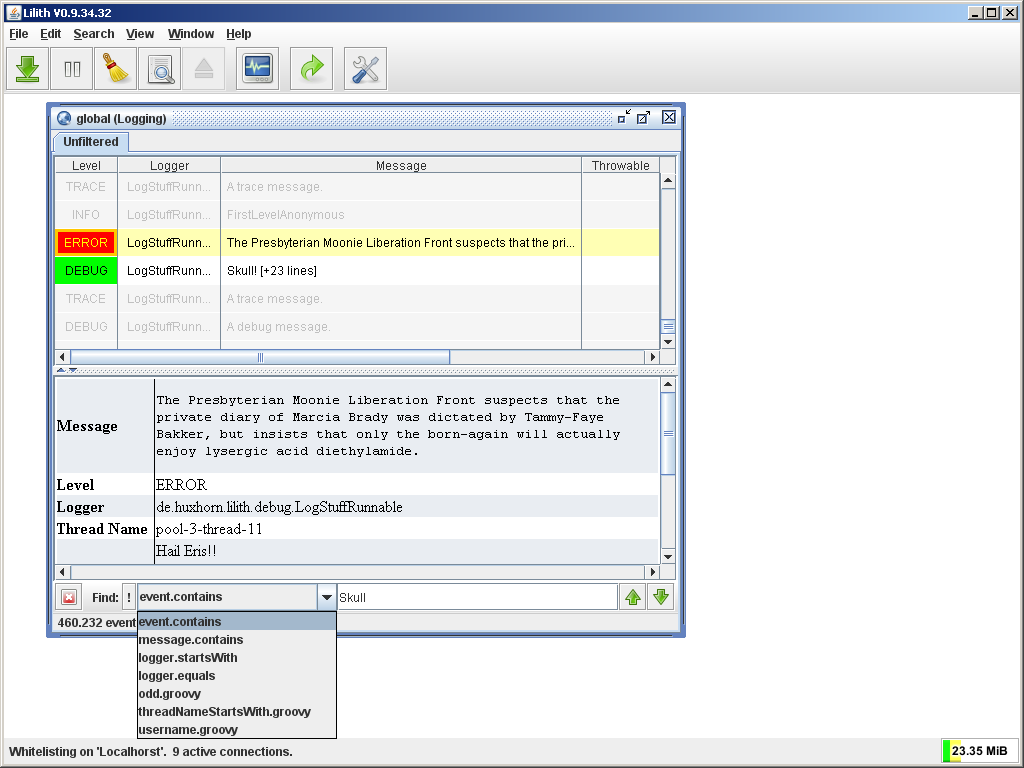 Lilith V0.9.34.32
File Edit Search View Window Help
global (Logging)
Unfiltered
Level Logger Message Throwable
TRACE LogStuffRunn... A trace message.
INFO LogStuffRunn... FirstLevelAnonymous
ERROR LogStuffRunn... The Presbyterian Moonie Liberation Front suspects that the pri...
DEBUG LogStuffRunn... Skull! [+23 lines]
TRACE LogStuffRunn... A trace message.
DEBUG LogStuffRunn... A debug message.
Message
The Presbyterian Moonie Liberation Front suspects that the
private diary of Marcia Brady was dictated by Tammy-Faye
Bakker, but insists that only the born-again will actually
enjoy lysergic acid diethylamide.
Level ERROR
Logger de.huxhorn.lilith.debug.LogStuffRunnable
Thread Name pool-3-thread-11
Hail Eris!!
Find: ! event.contains Skull
460.232 event
event.contains
message.contains
logger.startsWith
logger.equals
odd.groovy
threadNameStartsWith.groovy
username.groovy
Whitelisting on 'Localhorst'. 9 active connections. 23.35 MiB